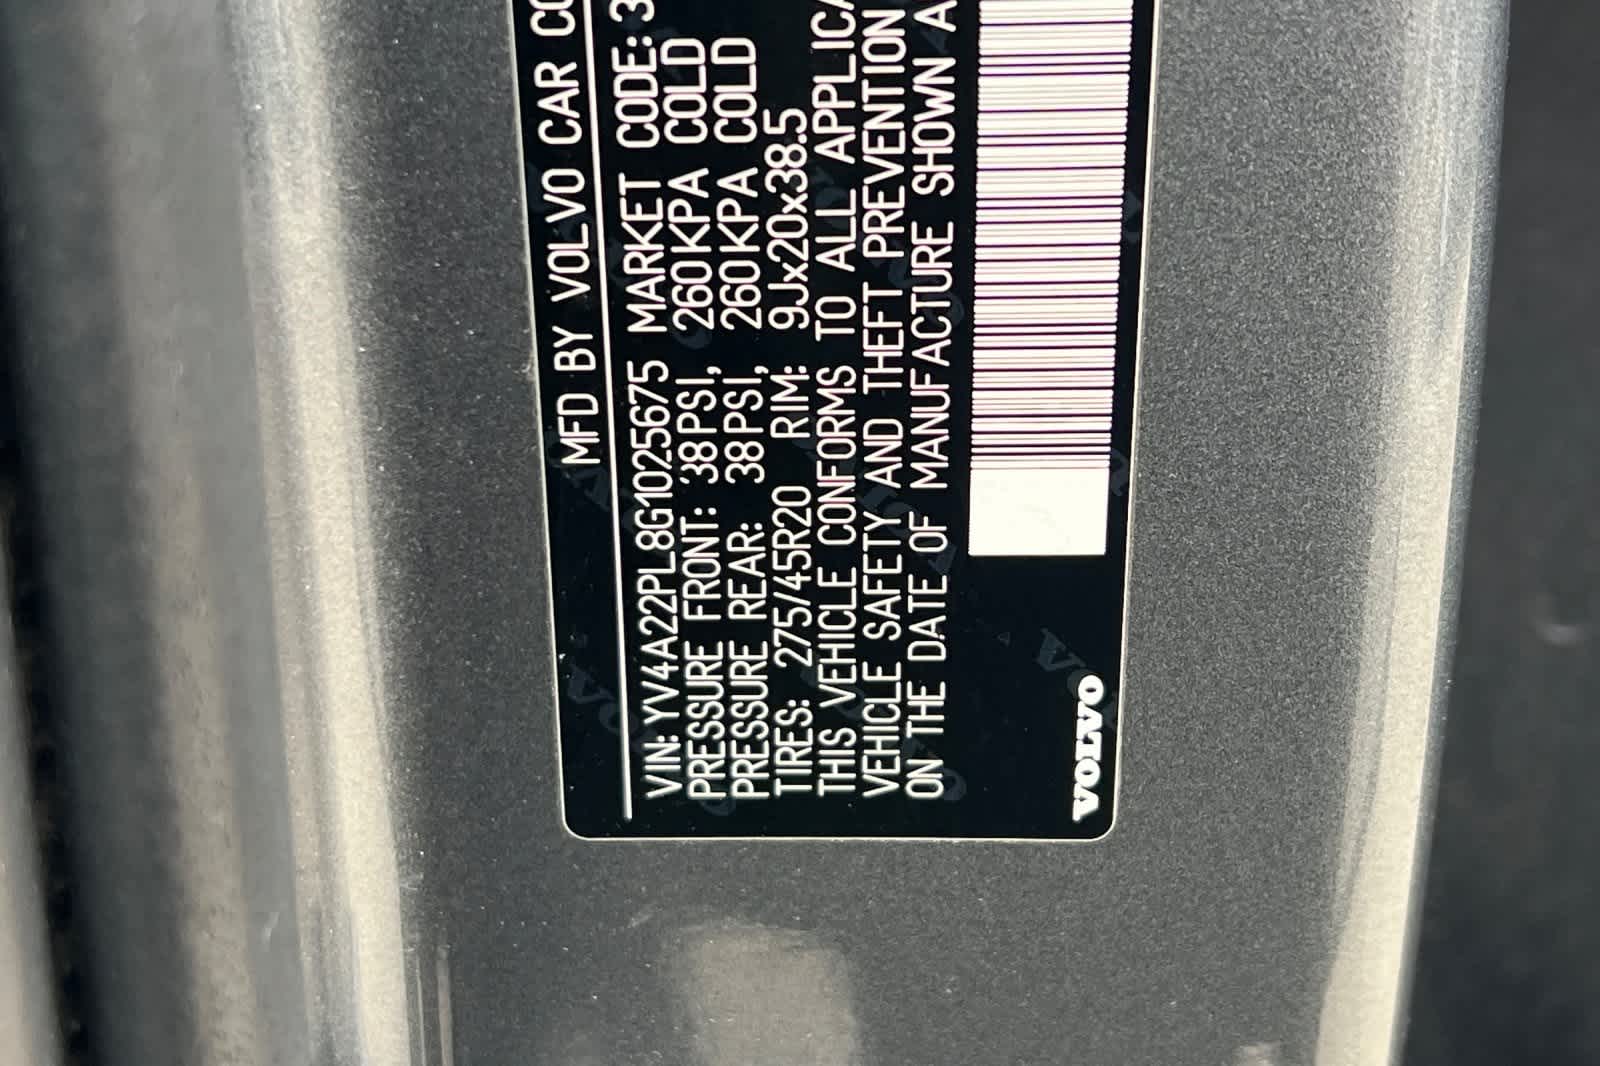 MFD BY VOLVO CAR CO
VIN: YV4A22PL8G1025675 MARKET CODE: 3
PRESSURE FRONT: 38PSI, 260KPA COLD
PRESSURE REAR: 38PSI, 260KPA COLD
TIRES: 275/45R20 RIM: 9Jx20x38.5
THIS VEHICLE CONFORMS TO ALL APPLICA
VEHICLE SAFETY AND THEFT PREVENTION
ON THE DATE OF MANUFACTURE SHOWN A
VOLVO